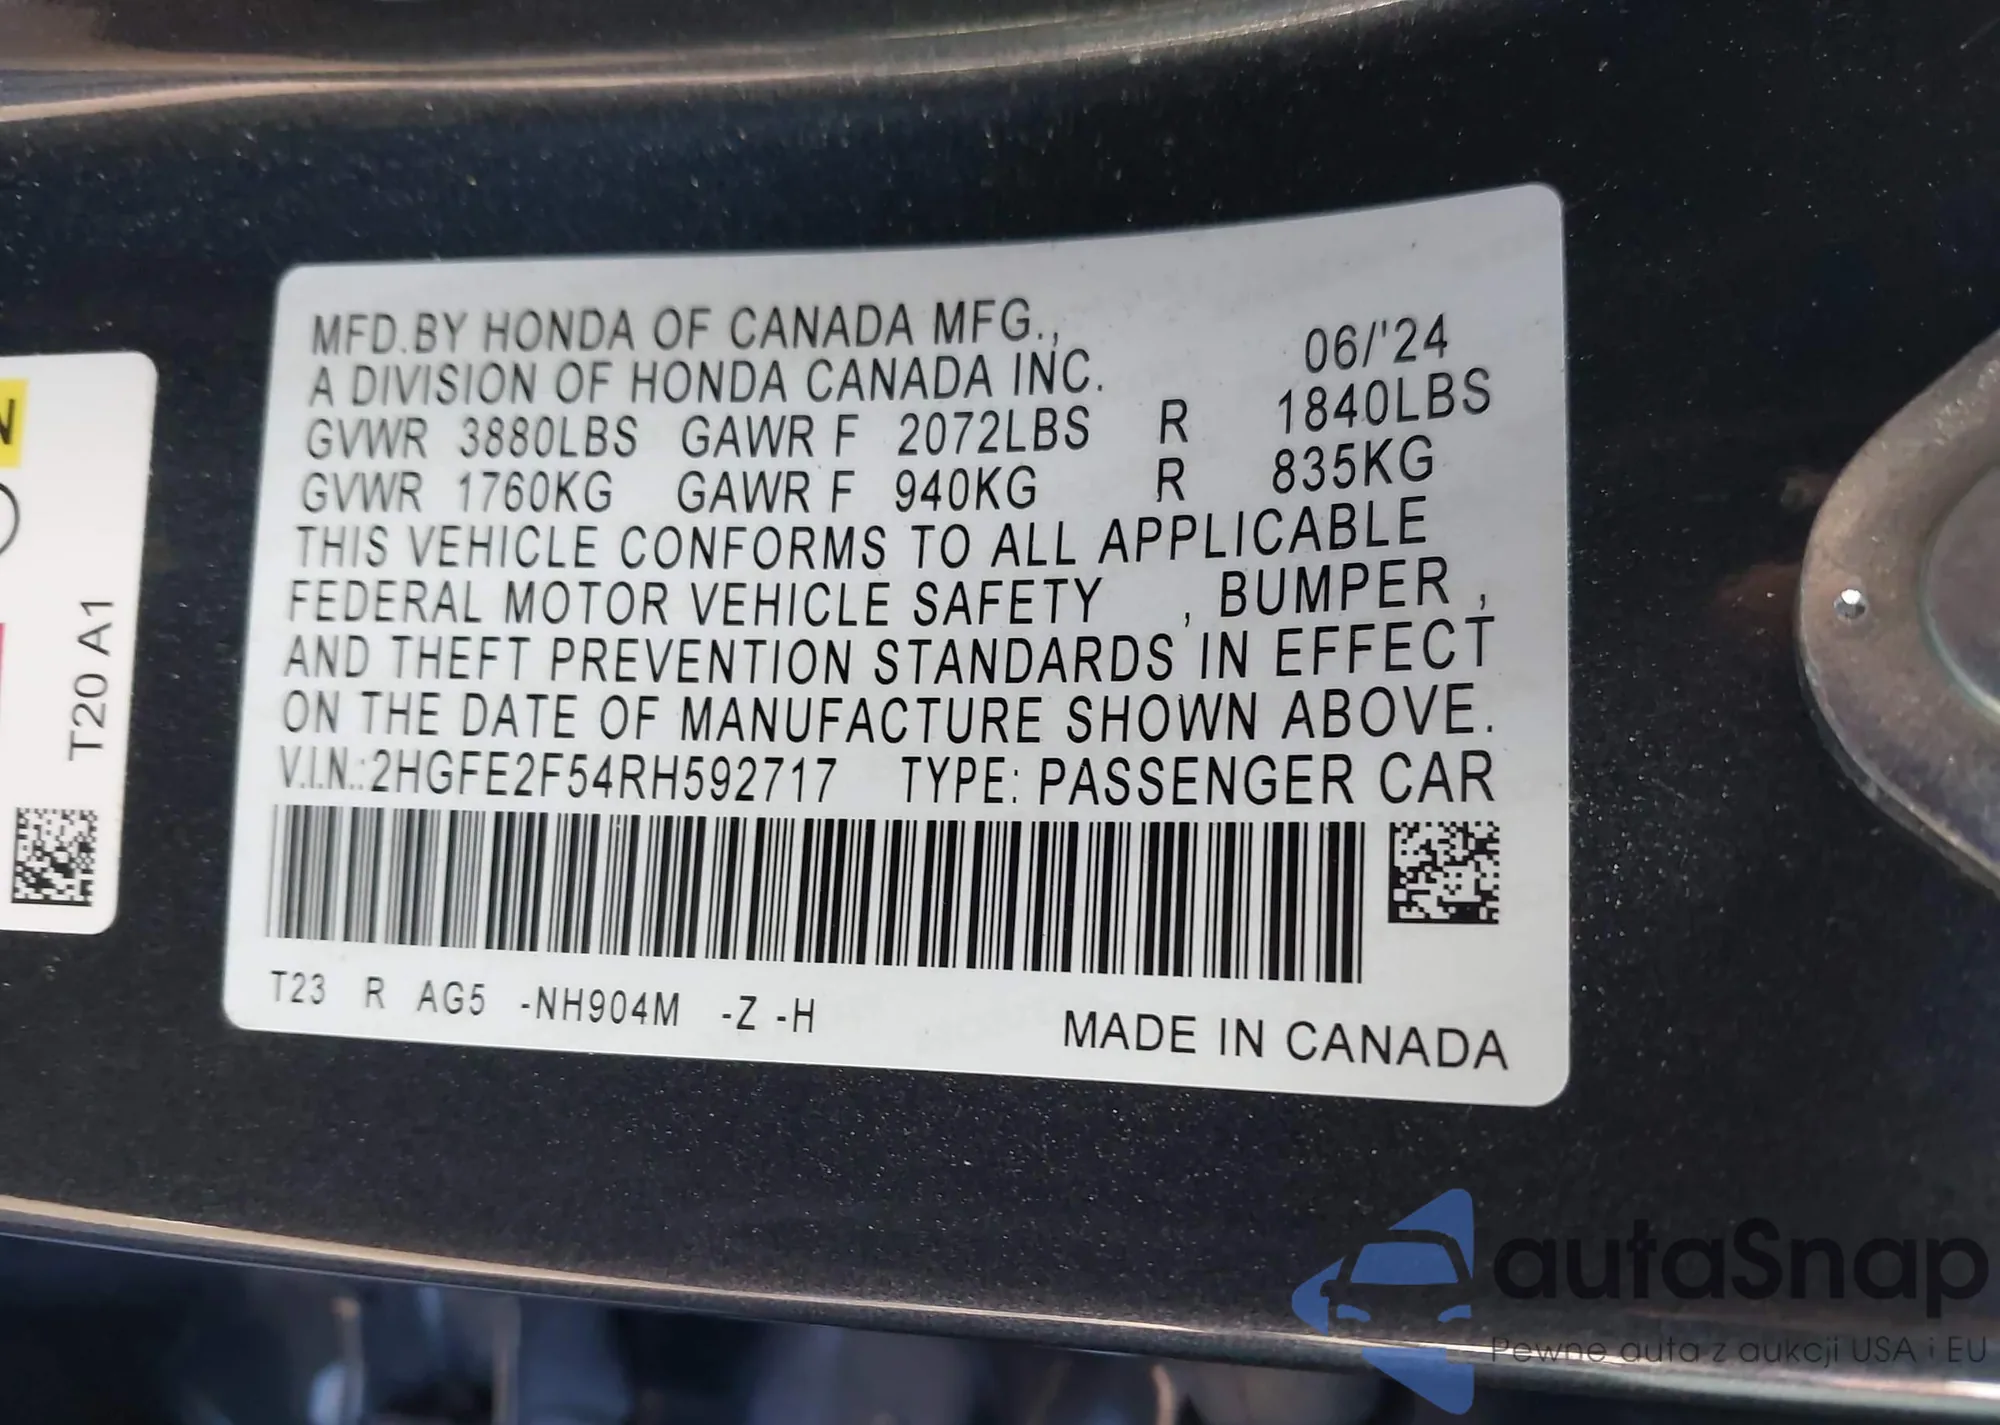 MFD.BY HONDA OF CANADA MFG.,
A DIVISION OF HONDA CANADA INC. 06/'24
GVWR 3880LBS GAWR F 2072LBS R 1840LBS
GVWR 1760KG GAWR F 940KG R 835KG
THIS VEHICLE CONFORMS TO ALL APPLICABLE
FEDERAL MOTOR VEHICLE SAFETY , BUMPER ,
AND THEFT PREVENTION STANDARDS IN EFFECT
ON THE DATE OF MANUFACTURE SHOWN ABOVE.
V.I.N.:2HGFE2F54RH592717 TYPE: PASSENGER CAR
T23 R AG5 -NH904M -Z -H
MADE IN CANADA
T20 A1
autaSnap
Pewne auta z aukcji USA i EU